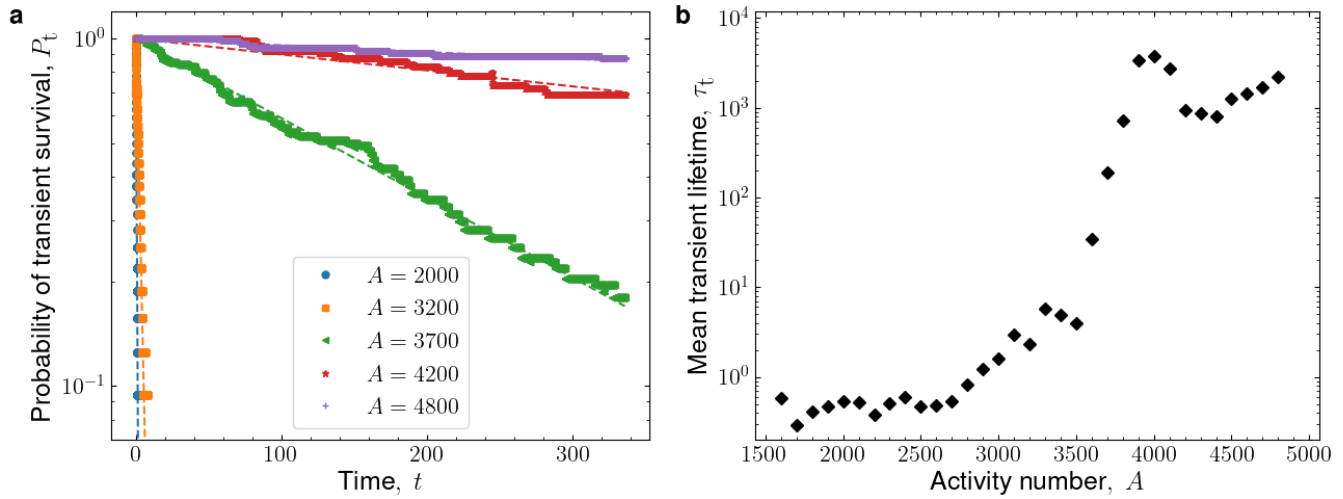 a
Probability of transient survival, P_t
10^0
10^{-1}
A = 2000
A = 3200
A = 3700
A = 4200
A = 4800
0 100 200 300
Time, t
b
Mean transient lifetime, τ_t
10^4
10^3
10^2
10^1
10^0
1500 2000 2500 3000 3500 4000 4500 5000
Activity number, A